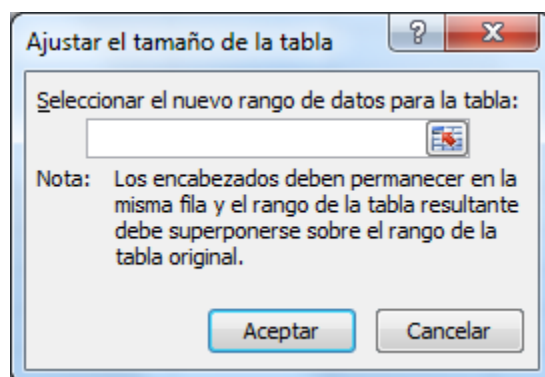 Ajustar el tamaño de la tabla
Seleccionar el nuevo rango de datos para la tabla:
Nota: Los encabezados deben permanecer en la
misma fila y el rango de la tabla resultante
debe superponerse sobre el rango de la
tabla original.
Aceptar Cancelar